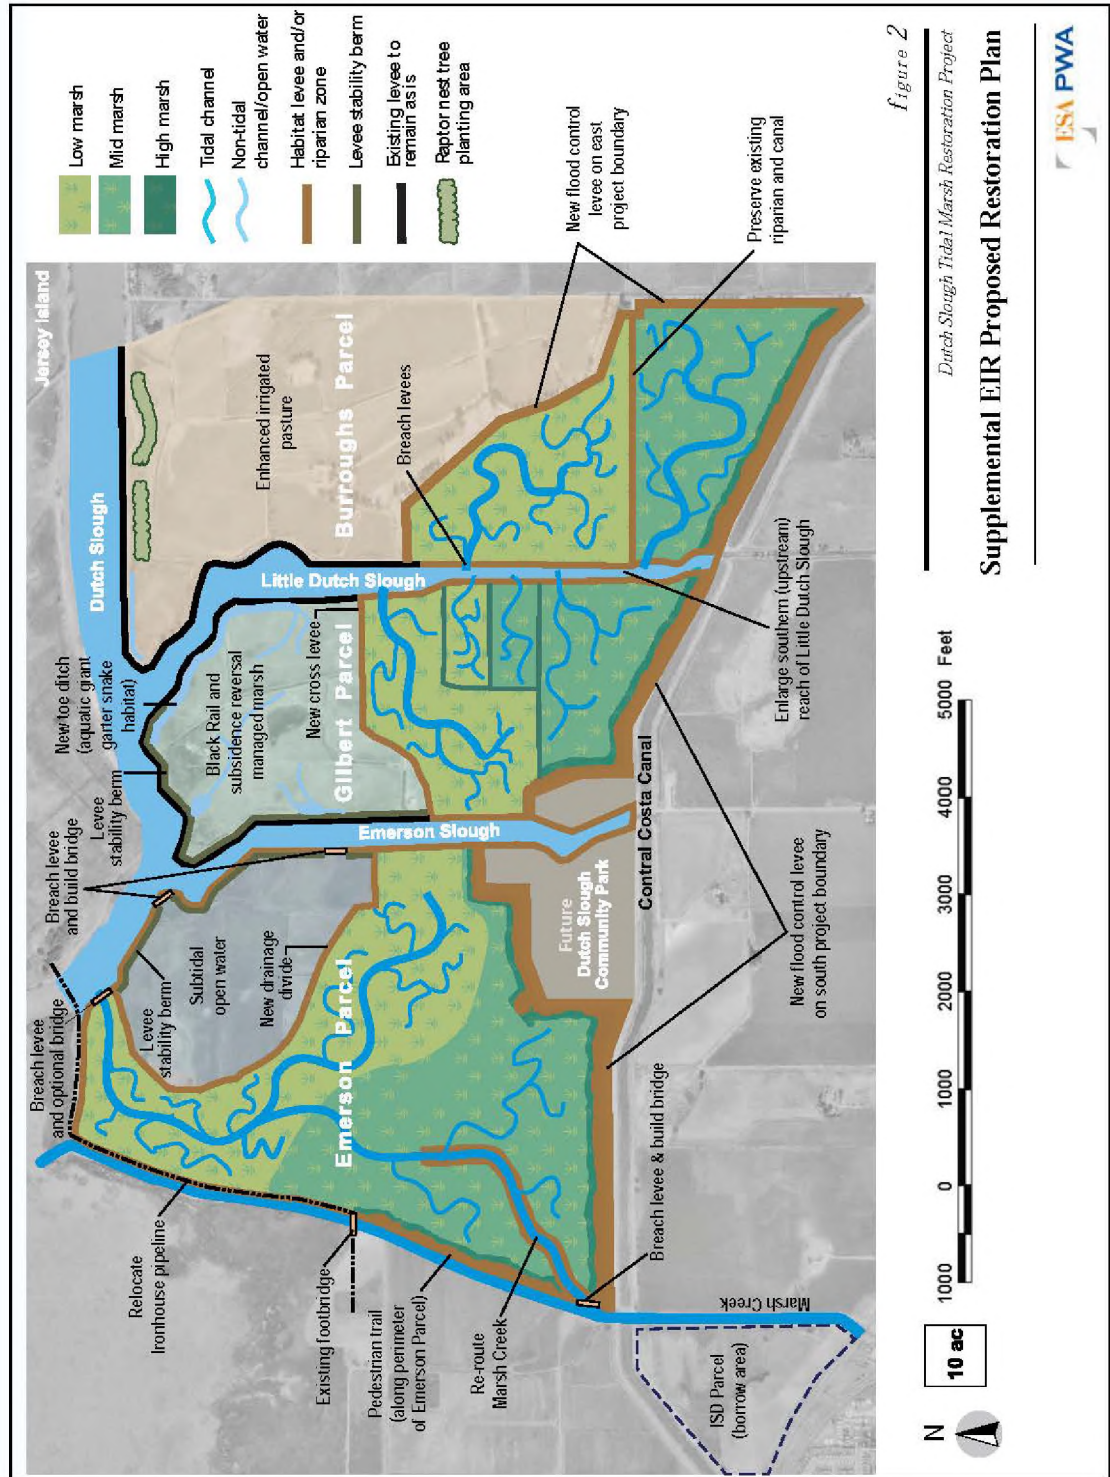 Jersey Island
Dutch Slough
New toe ditch
(aquatic giant
garter snake
habitat)
Levee
stability berm
Breach levee
and build bridge
Breach levee
and optional bridge
Levee
stability berm
Subtidal
open water
New drainage
divide
Black Rail and
subsidence reversal
managed marsh
New cross levee
Enhanced irrigated
pasture
Emerson Parcel
Gilbert Parcel
Burroughs Parcel
Little Dutch Slough
Emerson Slough
Breach levees
Relocate
Ironhouse pipeline
Existing footbridge
Pedestrian trail
(along perimeter
of Emerson Parcel)
Re-route
Marsh Creek
Future
Dutch Slough
Community Park
Contral Costa Canal
Breach levee & build bridge
New flood control levee
on south project boundary
Enlarge southern (upstream)
reach of Little Dutch Slough
Marsh Creek
ISD Parcel
(borrow area)
New flood control
levee on east
project boundary
Preserve existing
riparian and canal
Low marsh
Mid marsh
High marsh
Tidal channel
Non-tidal
channel/open water
Habitat levee and/or
riparian zone
Levee stability berm
Existing levee to
remain as is
Raptor nest tree
planting area
N
10 ac
1000 0 1000 2000 3000 4000 5000 Feet
figure 2
Dutch Slough Tidal Marsh Restoration Project
Supplemental EIR Proposed Restoration Plan
ESA PWA